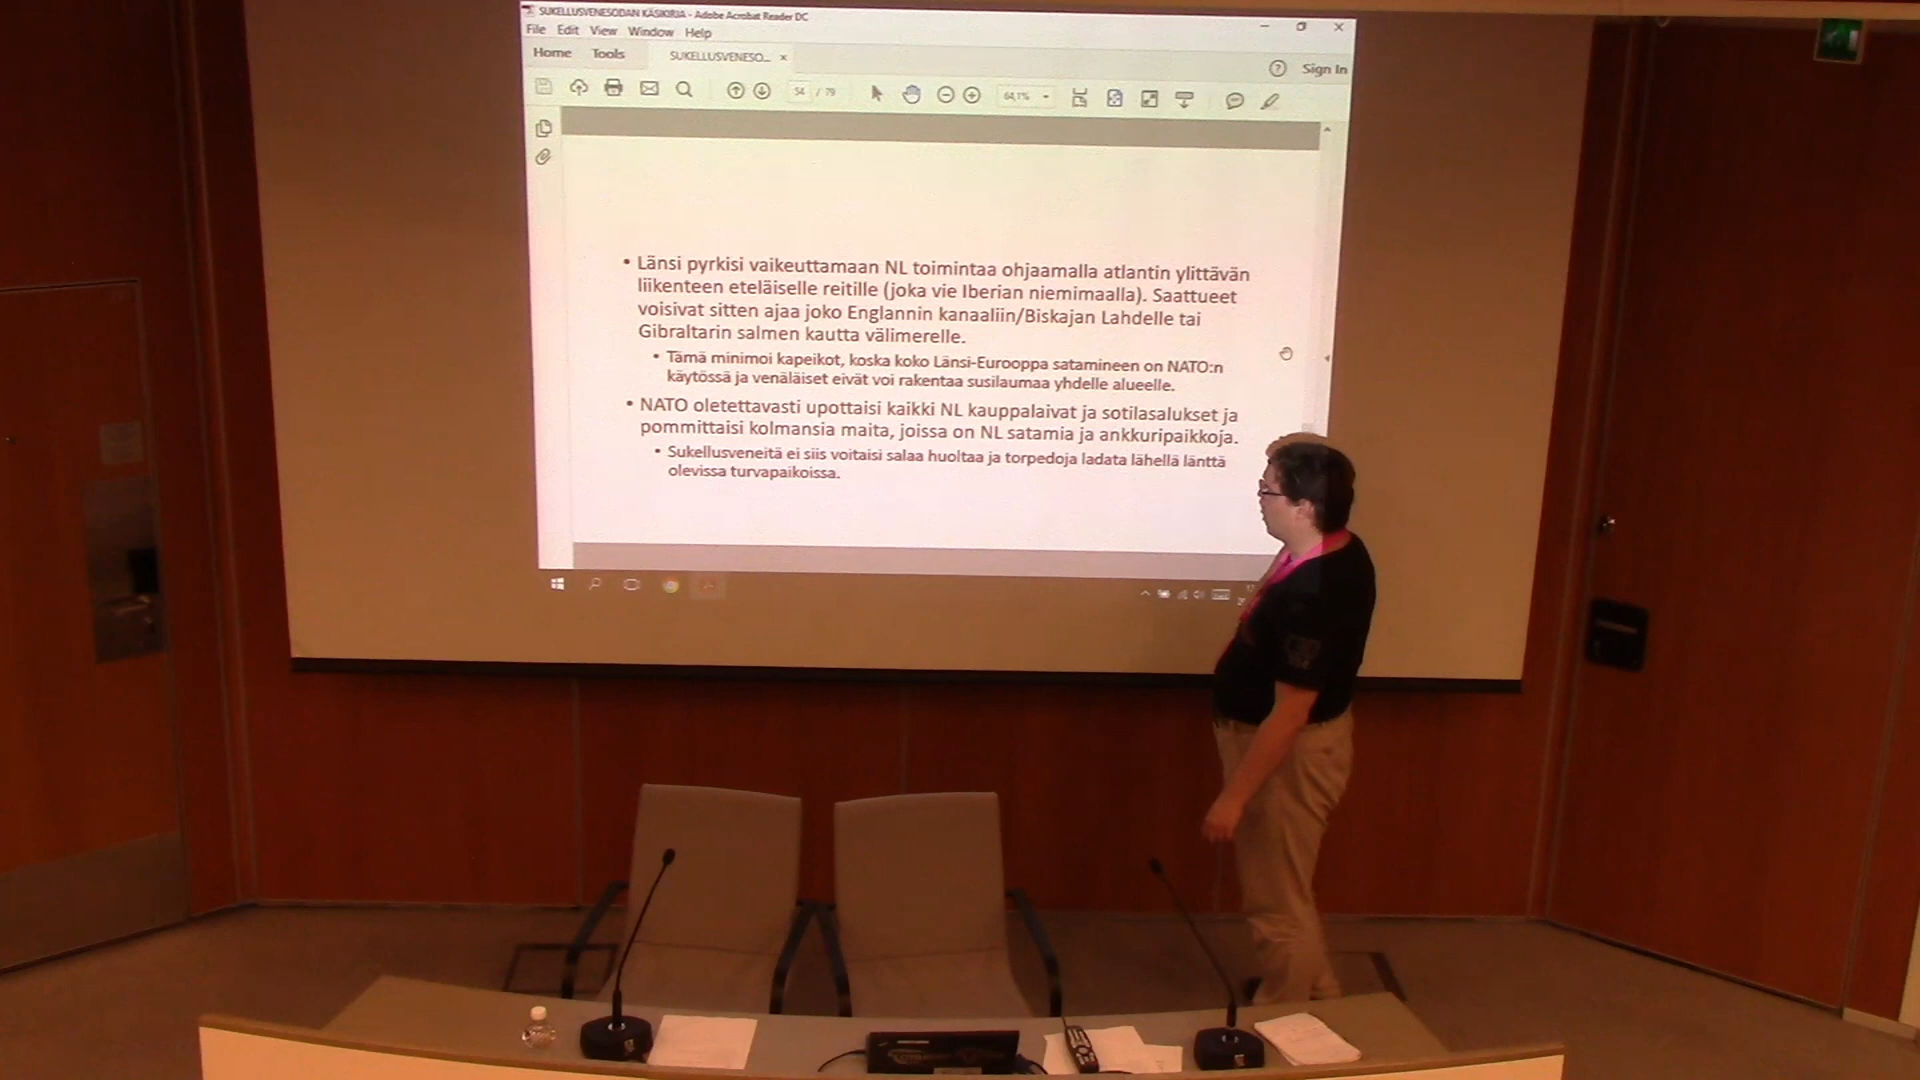 SUKELLUSVENESODAN KÄSIKIRJA - Adobe Acrobat Reader DC
File Edit View Window Help
Home Tools SUKELLUSVENESO... ×
Sign In
54 / 79
64,1%
• Länsi pyrkisi vaikeuttamaan NL toimintaa ohjaamalla atlantin ylittävän
liikenteen eteläiselle reitille (joka vie Iberian niemimaalla). Saattueet
voisivat sitten ajaa joko Englannin kanaaliin/Biskajan Lahdelle tai
Gibraltarin salmen kautta välimerelle.
• Tämä minimoi kapeikot, koska koko Länsi-Eurooppa satamineen on NATO:n
käytössä ja venäläiset eivät voi rakentaa susilaumaa yhdelle alueelle.
• NATO oletettavasti upottaisi kaikki NL kauppalaivat ja sotilasalukset ja
pommittaisi kolmansia maita, joissa on NL satamia ja ankkuripaikkoja.
• Sukellusveneitä ei siis voitaisi salaa huoltaa ja torpedoja ladata lähellä länttä
olevissa turvapaikoissa.